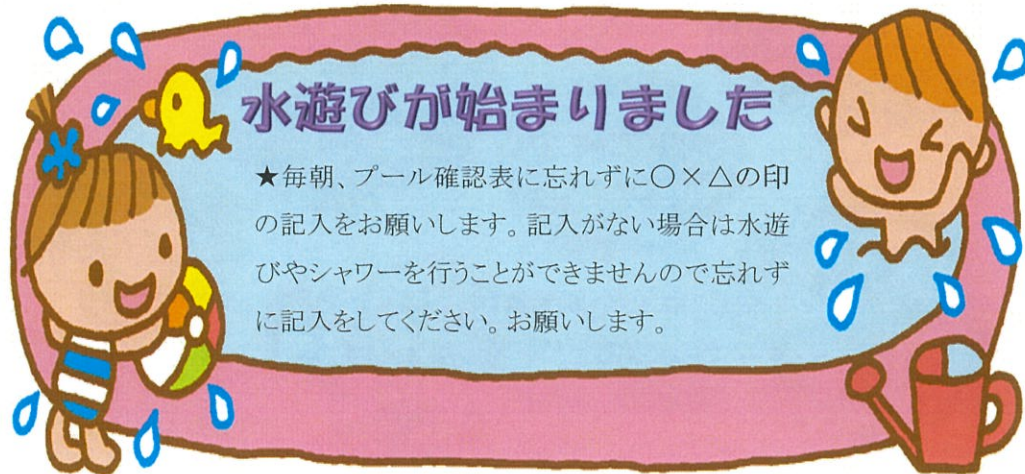 水遊びが始まりました
★毎朝、プール確認表に忘れずに○×△の印
の記入をお願いします。記入がない場合は水遊
びやシャワーを行うことができませんので忘れず
に記入をしてください。お願いします。